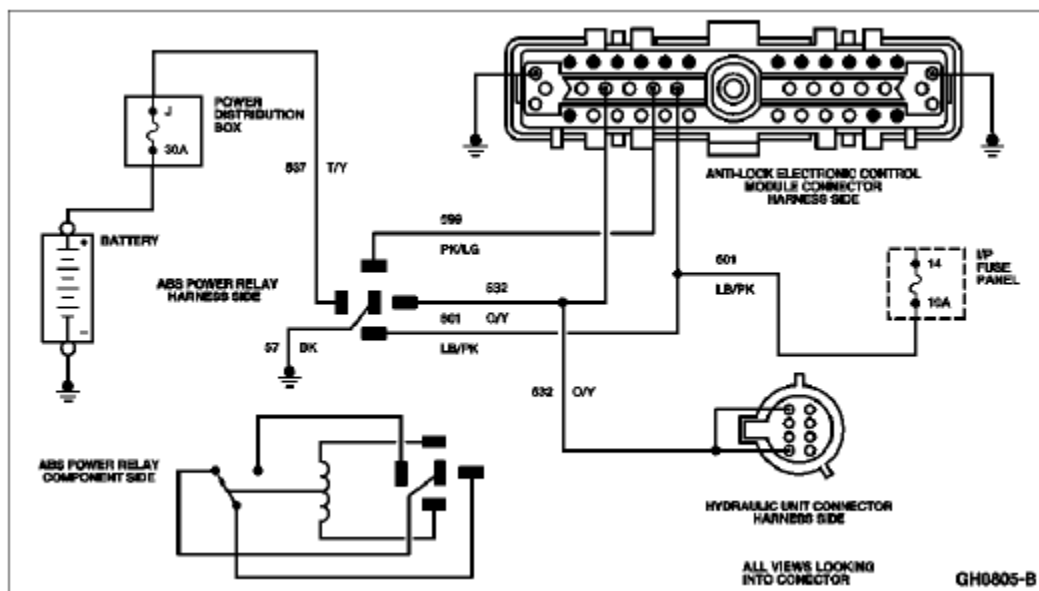 J
30A
POWER
DISTRIBUTION
BOX
537 T/Y
BATTERY
+
-
ABS POWER RELAY
HARNESS SIDE
57 BK
599
PK/LG
532
O/Y
601
LB/PK
ANTI-LOCK ELECTRONIC CONTROL
MODULE CONNECTOR
HARNESS SIDE
601
LB/PK
14
I/P
FUSE
PANEL
532 O/Y
ABS POWER RELAY
COMPONENT SIDE
HYDRAULIC UNIT CONNECTOR
HARNESS SIDE
ALL VIEWS LOOKING
INTO CONECTOR
GH0805-B